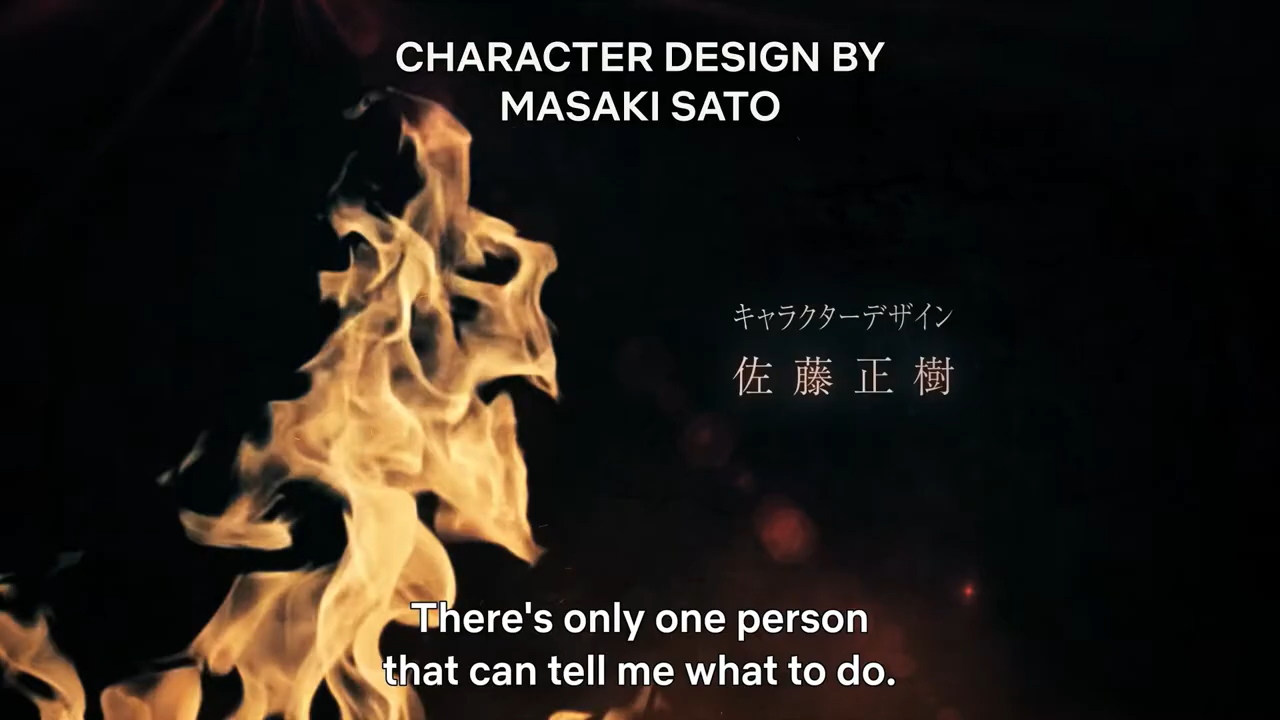 CHARACTER DESIGN BY
MASAKI SATO
キャラクターデザイン
佐藤正樹
There's only one person
that can tell me what to do.